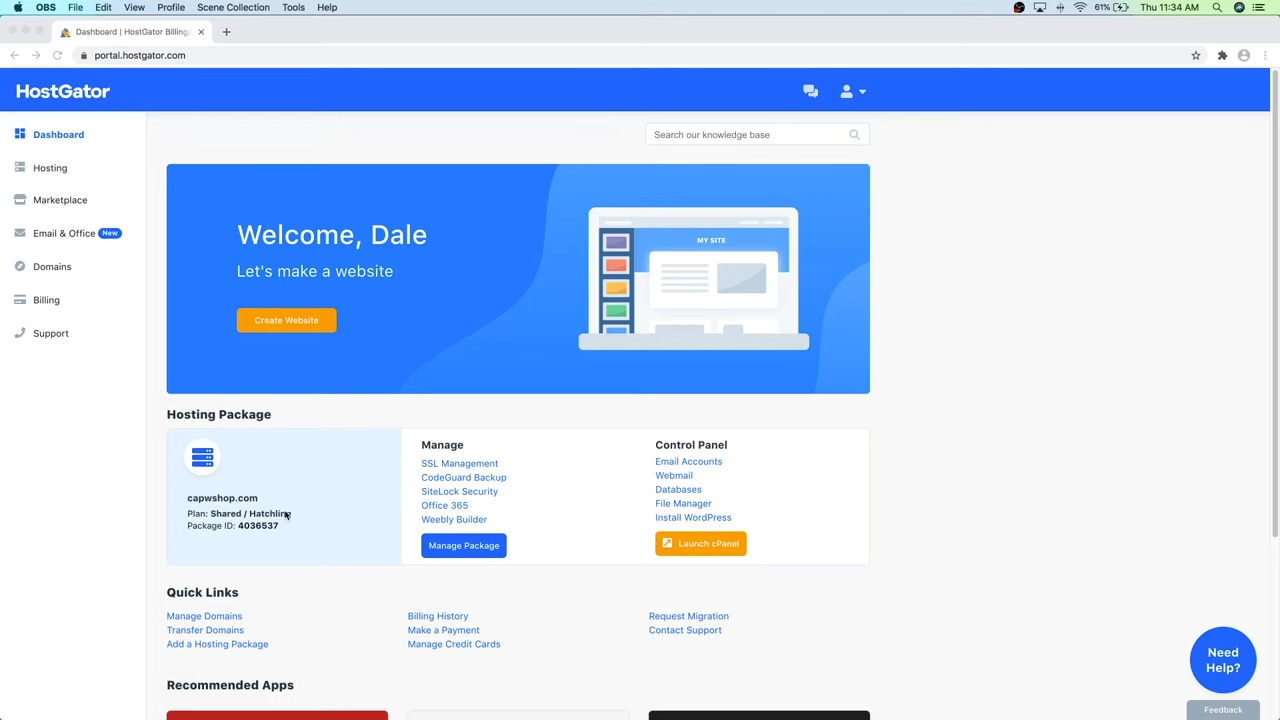 OBS File Edit View Profile Scene Collection Tools Help 61% Thu 11:34 AM
Dashboard | HostGator Billing/
portal.hostgator.com
HostGator
Search our knowledge base
Dashboard
Hosting
Marketplace
Email & Office New
Domains
Billing
Support
Welcome, Dale
Let's make a website
Create Website
MY SITE
Hosting Package
capwshop.com
Plan: Shared / Hatchling
Package ID: 4036537
Manage
SSL Management
CodeGuard Backup
SiteLock Security
Office 365
Weebly Builder
Manage Package
Control Panel
Email Accounts
Webmail
Databases
File Manager
Install WordPress
Launch cPanel
Quick Links
Manage Domains
Transfer Domains
Add a Hosting Package
Billing History
Make a Payment
Manage Credit Cards
Request Migration
Contact Support
Recommended Apps
Need
Help?
Feedback